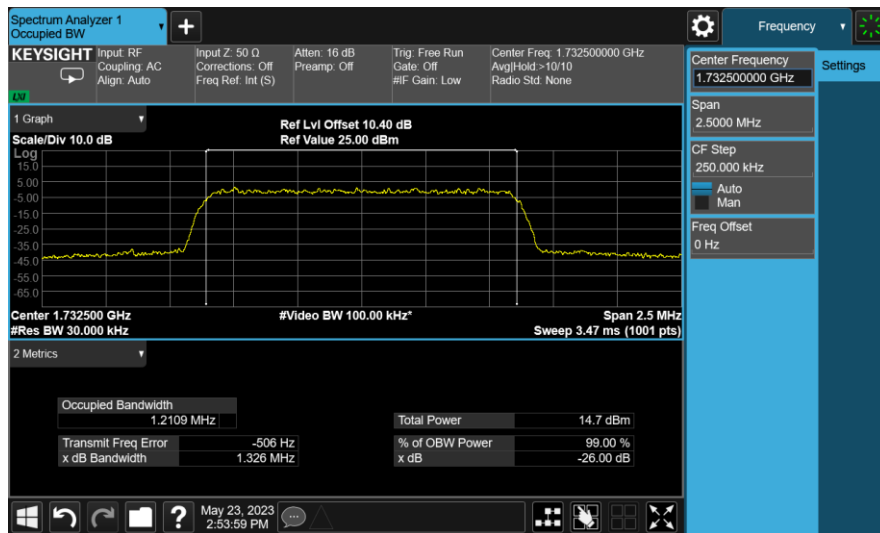 Spectrum Analyzer 1
Occupied BW
+
Frequency
KEYSIGHT
Input: RF
Coupling: AC
Align: Auto
Input Z: 50 Ω
Corrections: Off
Freq Ref: Int (S)
Atten: 16 dB
Preamp: Off
Trig: Free Run
Gate: Off
#IF Gain: Low
Center Freq: 1.732500000 GHz
Avg|Hold:>10/10
Radio Std: None
LXI
Center Frequency
1.732500000 GHz
Settings
Span
2.5000 MHz
CF Step
250.000 kHz
Auto
Man
Freq Offset
0 Hz
1 Graph
Scale/Div 10.0 dB
Ref Lvl Offset 10.40 dB
Ref Value 25.00 dBm
Log
15.0
5.00
-5.00
-15.0
-25.0
-35.0
-45.0
-55.0
-65.0
Center 1.732500 GHz
#Video BW 100.00 kHz*
Span 2.5 MHz
#Res BW 30.000 kHz
Sweep 3.47 ms (1001 pts)
2 Metrics
Occupied Bandwidth
1.2109 MHz
Total Power 14.7 dBm
Transmit Freq Error -506 Hz
% of OBW Power 99.00 %
x dB Bandwidth 1.326 MHz
x dB -26.00 dB
?
May 23, 2023
2:53:59 PM